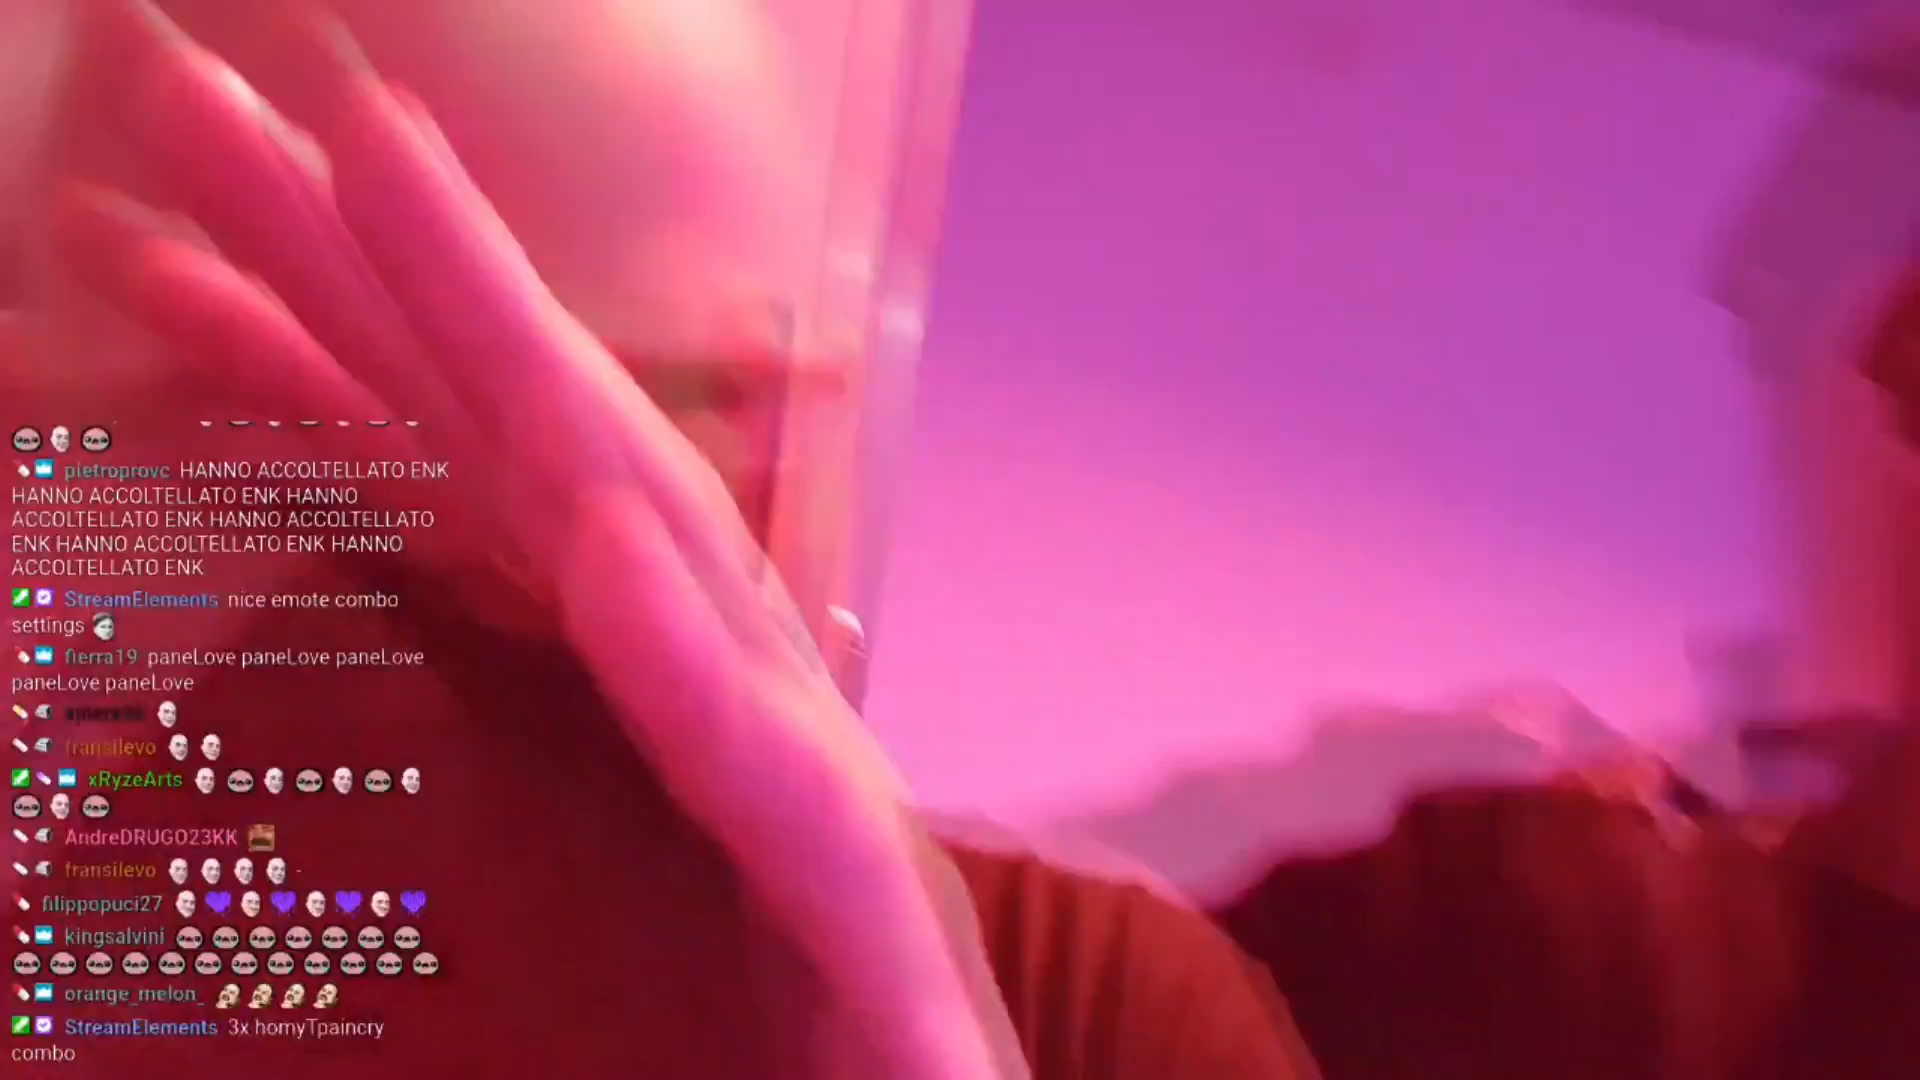 pietroprovc HANNO ACCOLTELLATO ENK
HANNO ACCOLTELLATO ENK HANNO
ACCOLTELLATO ENK HANNO ACCOLTELLATO
ENK HANNO ACCOLTELLATO ENK HANNO
ACCOLTELLATO ENK
StreamElements nice emote combo
settings
fierra19 paneLove paneLove paneLove
paneLove paneLove
fransilevo
xRyzeArts
AndreDRUGO23KK
fransilevo -
filippopuci27
kingsalvini
orange_melon_
StreamElements 3x homyTpaincry
combo